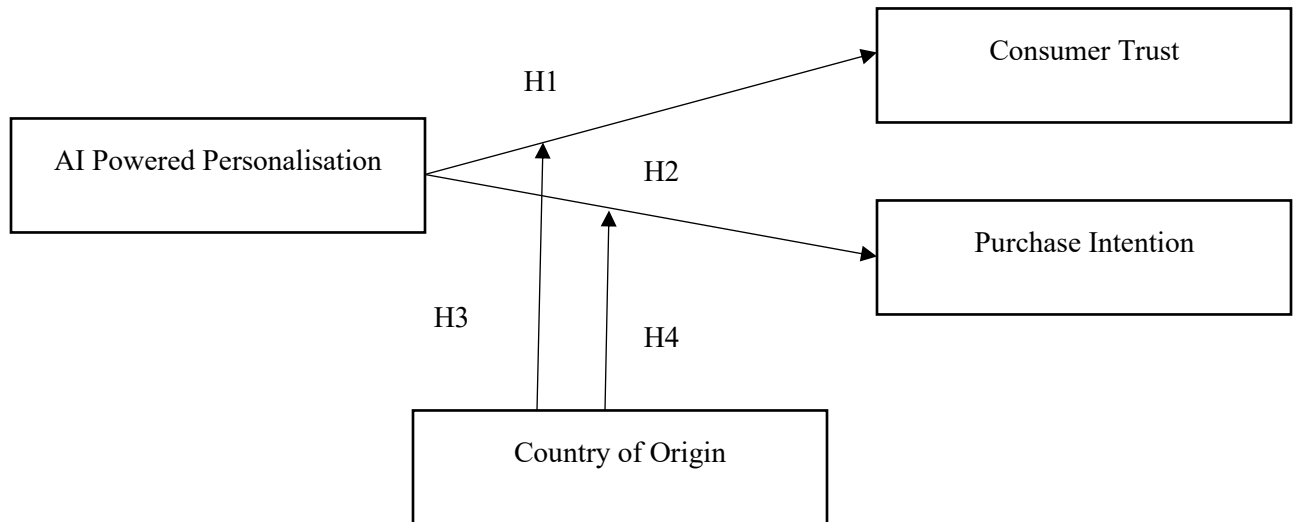 Consumer Trust
H1
AI Powered Personalisation
H2
Purchase Intention
H3
H4
Country of Origin